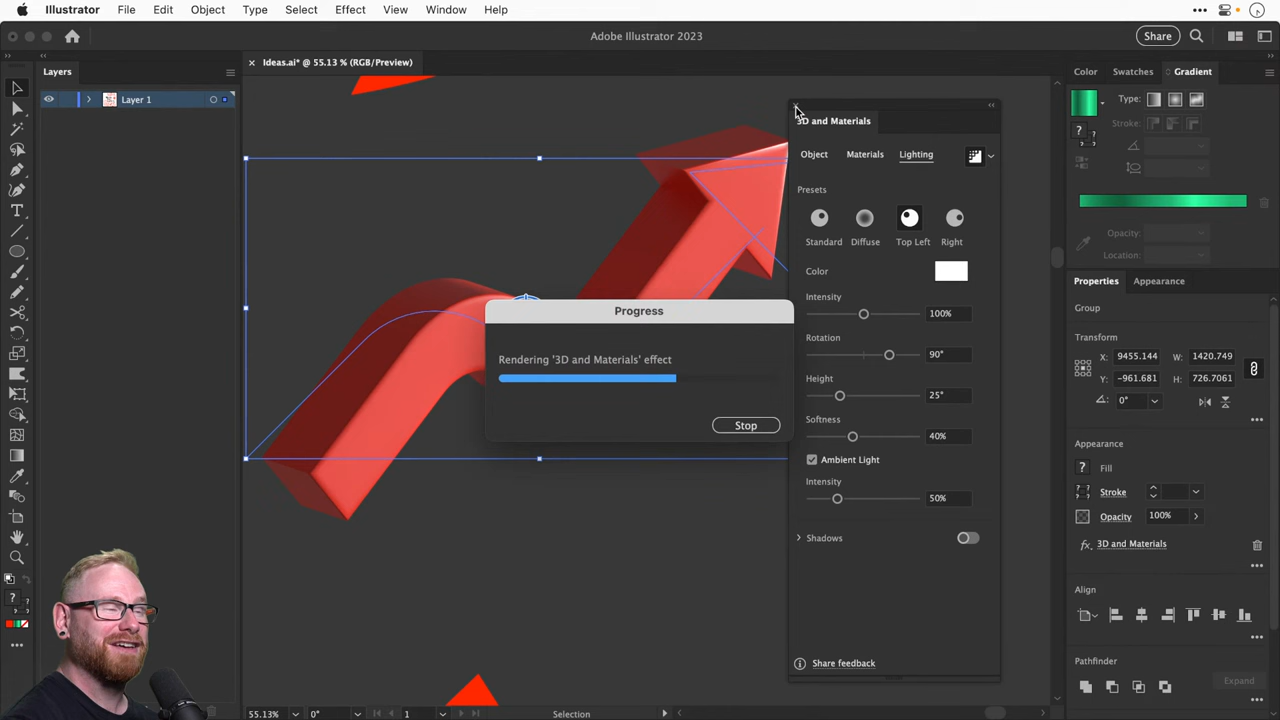 Illustrator File Edit Object Type Select Effect View Window Help
Adobe Illustrator 2023
Share
Layers
Layer 1
Ideas.ai* @ 55.13 % (RGB/Preview)
3D and Materials
Object Materials Lighting
Presets
Standard Diffuse Top Left Right
Color
Intensity
100%
Rotation
90°
Height
25°
Softness
40%
Ambient Light
Intensity
50%
Shadows
Share feedback
Progress
Rendering '3D and Materials' effect
Stop
Color Swatches Gradient
Type:
Stroke:
Opacity:
Location:
Properties Appearance
Group
Transform
X: 9455.144 W: 1420.749
Y: -961.681 H: 726.7061
0°
Appearance
? Fill
Stroke
Opacity 100%
fx 3D and Materials
Align
Pathfinder
Expand
55.13% 0° 1 Selection